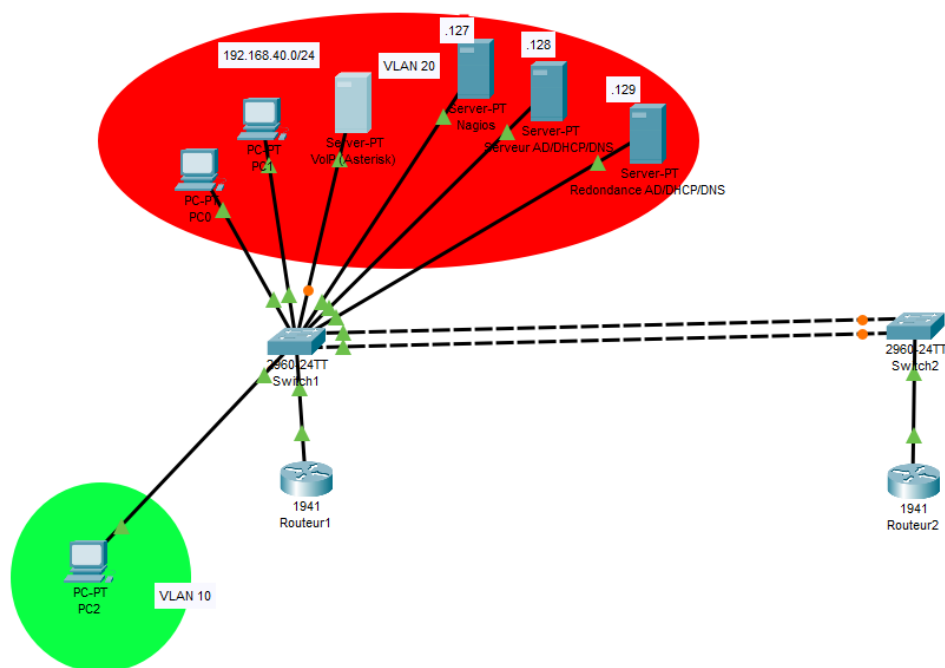 .127
.128
192.168.40.0/24
VLAN 20
.129
Server-PT
Nagios
Server-PT
Serveur AD/DHCP/DNS
Server-PT
VoIP (Asterisk)
PC-PT
PC1
Server-PT
Redondance AD/DHCP/DNS
PC-PT
PC0
2960-24TT
Switch1
2960-24TT
Switch2
1941
Routeur1
1941
Routeur2
PC-PT
PC2
VLAN 10